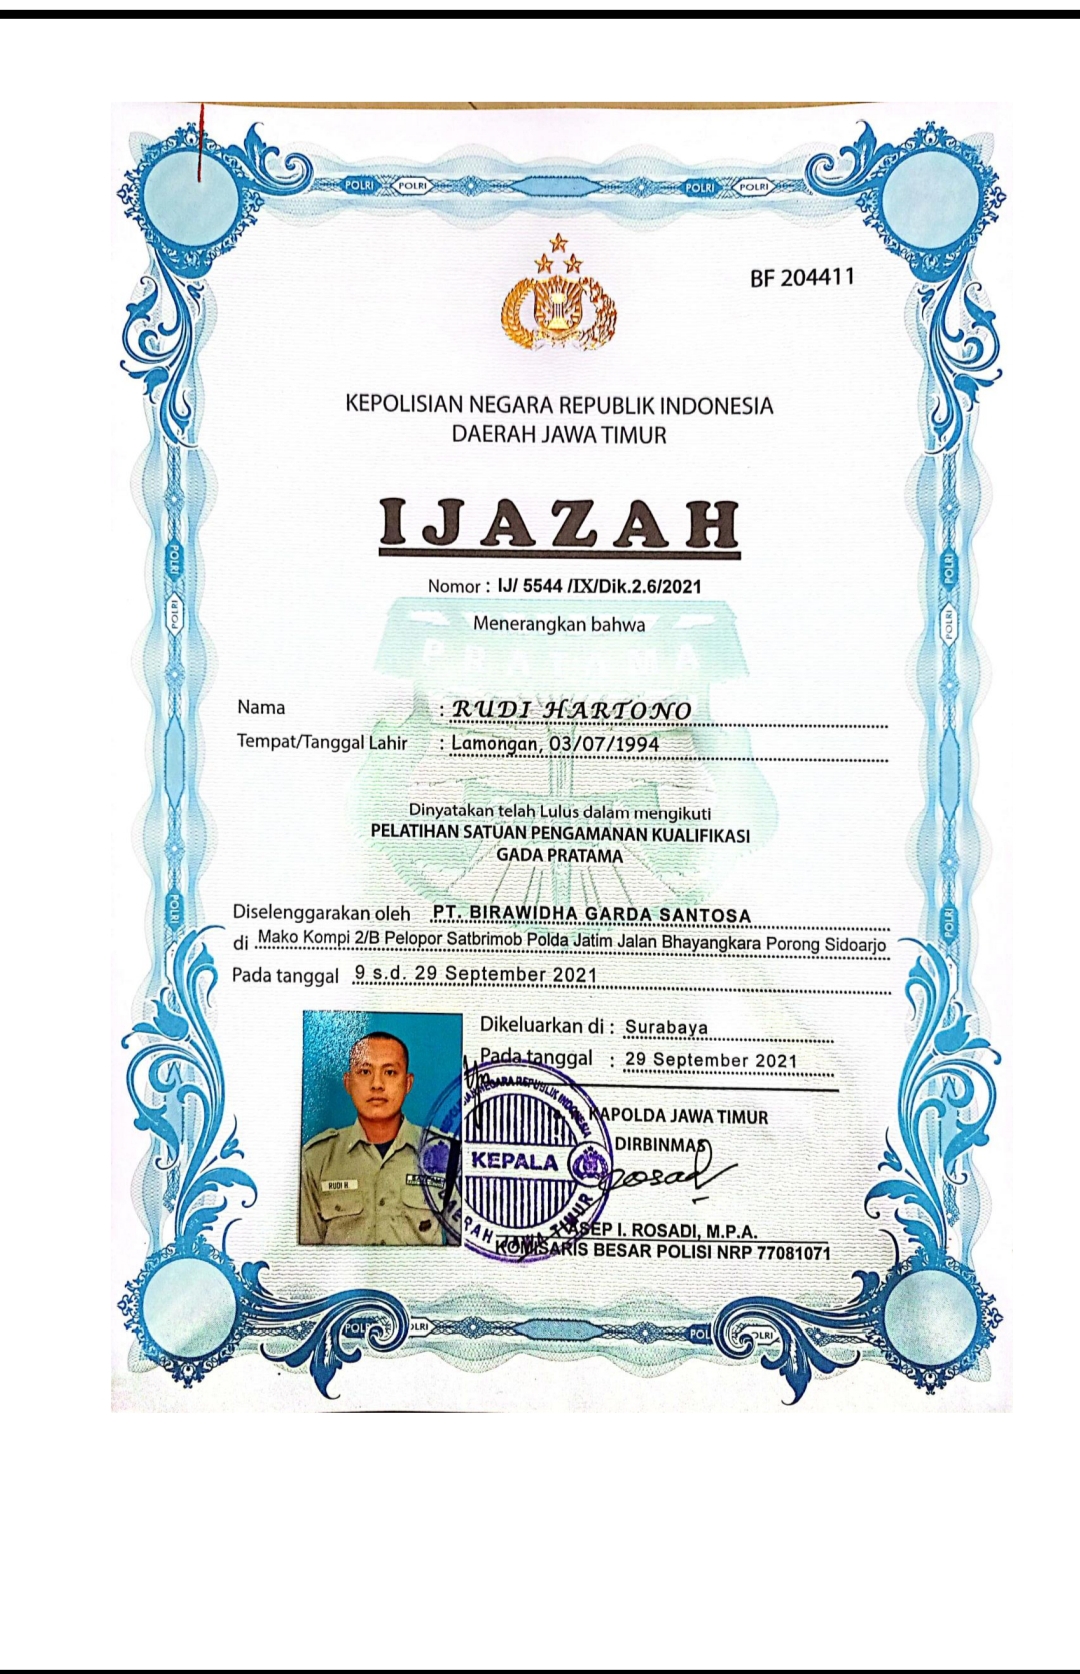 POLRI POLRI POLRI POLRI
BF 204411
KEPOLISIAN NEGARA REPUBLIK INDONESIA
DAERAH JAWA TIMUR
IJAZAH
Nomor : IJ/ 5544 /IX/Dik.2.6/2021
Menerangkan bahwa
PRATAMA
Nama : RUDI HARTONO
Tempat/Tanggal Lahir : Lamongan, 03/07/1994
Dinyatakan telah Lulus dalam mengikuti
PELATIHAN SATUAN PENGAMANAN KUALIFIKASI
GADA PRATAMA
Diselenggarakan oleh PT. BIRAWIDHA GARDA SANTOSA
di Mako Kompi 2/B Pelopor Satbrimob Polda Jatim Jalan Bhayangkara Porong Sidoarjo
Pada tanggal 9 s.d. 29 September 2021
Dikeluarkan di : Surabaya
Pada tanggal : 29 September 2021
KAPOLDA JAWA TIMUR
DIRBINMAS
KEPOLISIAN NEGARA REPUBLIK INDONESIA
KEPALA
DAERAH JAWA TIMUR
RUDI H.
ASEP I. ROSADI, M.P.A.
KOMISARIS BESAR POLISI NRP 77081071
POLRI POLRI POLRI POLRI
POLRI POLRI POLRI
POLRI POLRI POLRI